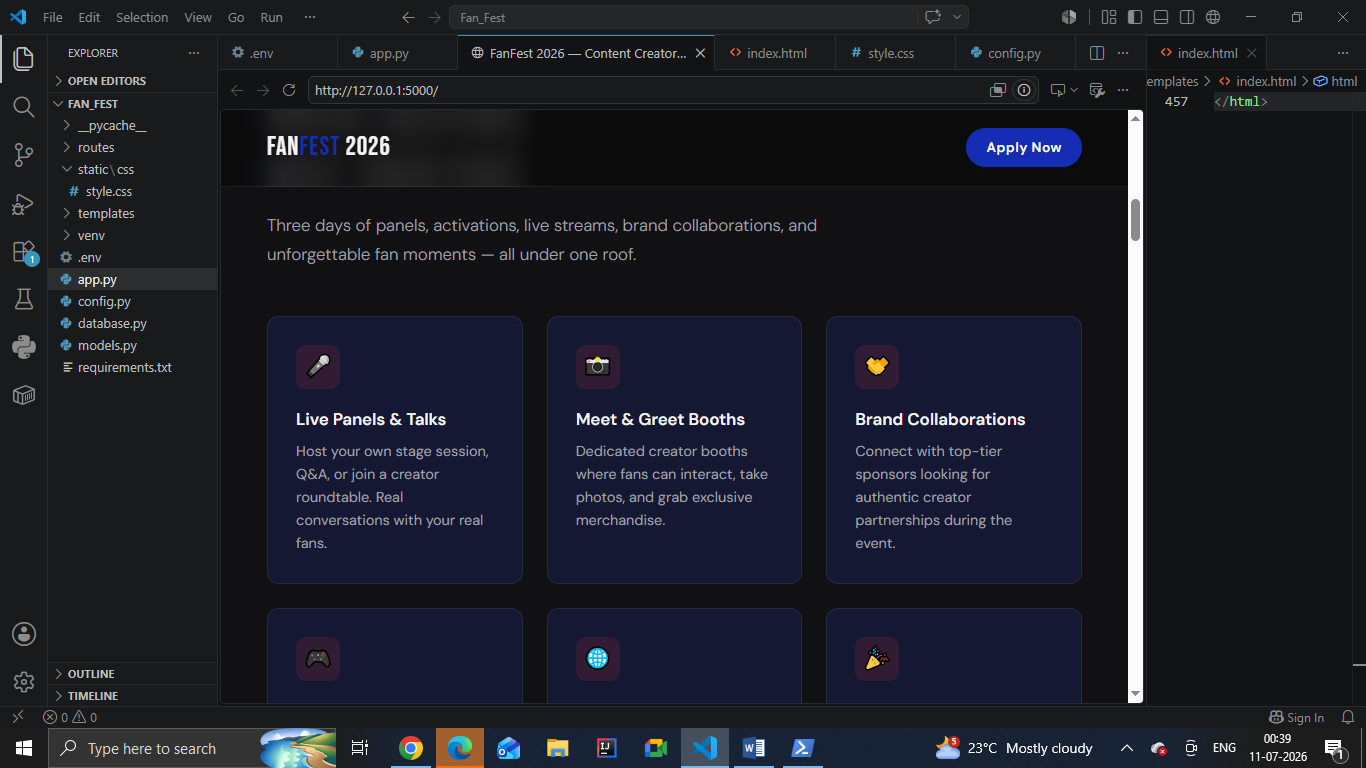 File Edit Selection View Go Run ···
Fan_Fest
EXPLORER ···
OPEN EDITORS
FAN_FEST
__pycache__
routes
static\css
# style.css
templates
venv
.env
app.py
config.py
database.py
models.py
requirements.txt
OUTLINE
TIMELINE
1
.env
app.py
FanFest 2026 — Content Creator...
index.html
# style.css
config.py
···
http://127.0.0.1:5000/
···
FANFEST 2026
Apply Now
Three days of panels, activations, live streams, brand collaborations, and
unforgettable fan moments — all under one roof.
Live Panels & Talks
Host your own stage session,
Q&A, or join a creator
roundtable. Real
conversations with your real
fans.
Meet & Greet Booths
Dedicated creator booths
where fans can interact, take
photos, and grab exclusive
merchandise.
Brand Collaborations
Connect with top-tier
sponsors looking for
authentic creator
partnerships during the
event.
index.html
···
emplates > index.html > html
457 </html>
0 0
Sign In
Type here to search
5
23°C Mostly cloudy
ENG
00:39
11-07-2026
1